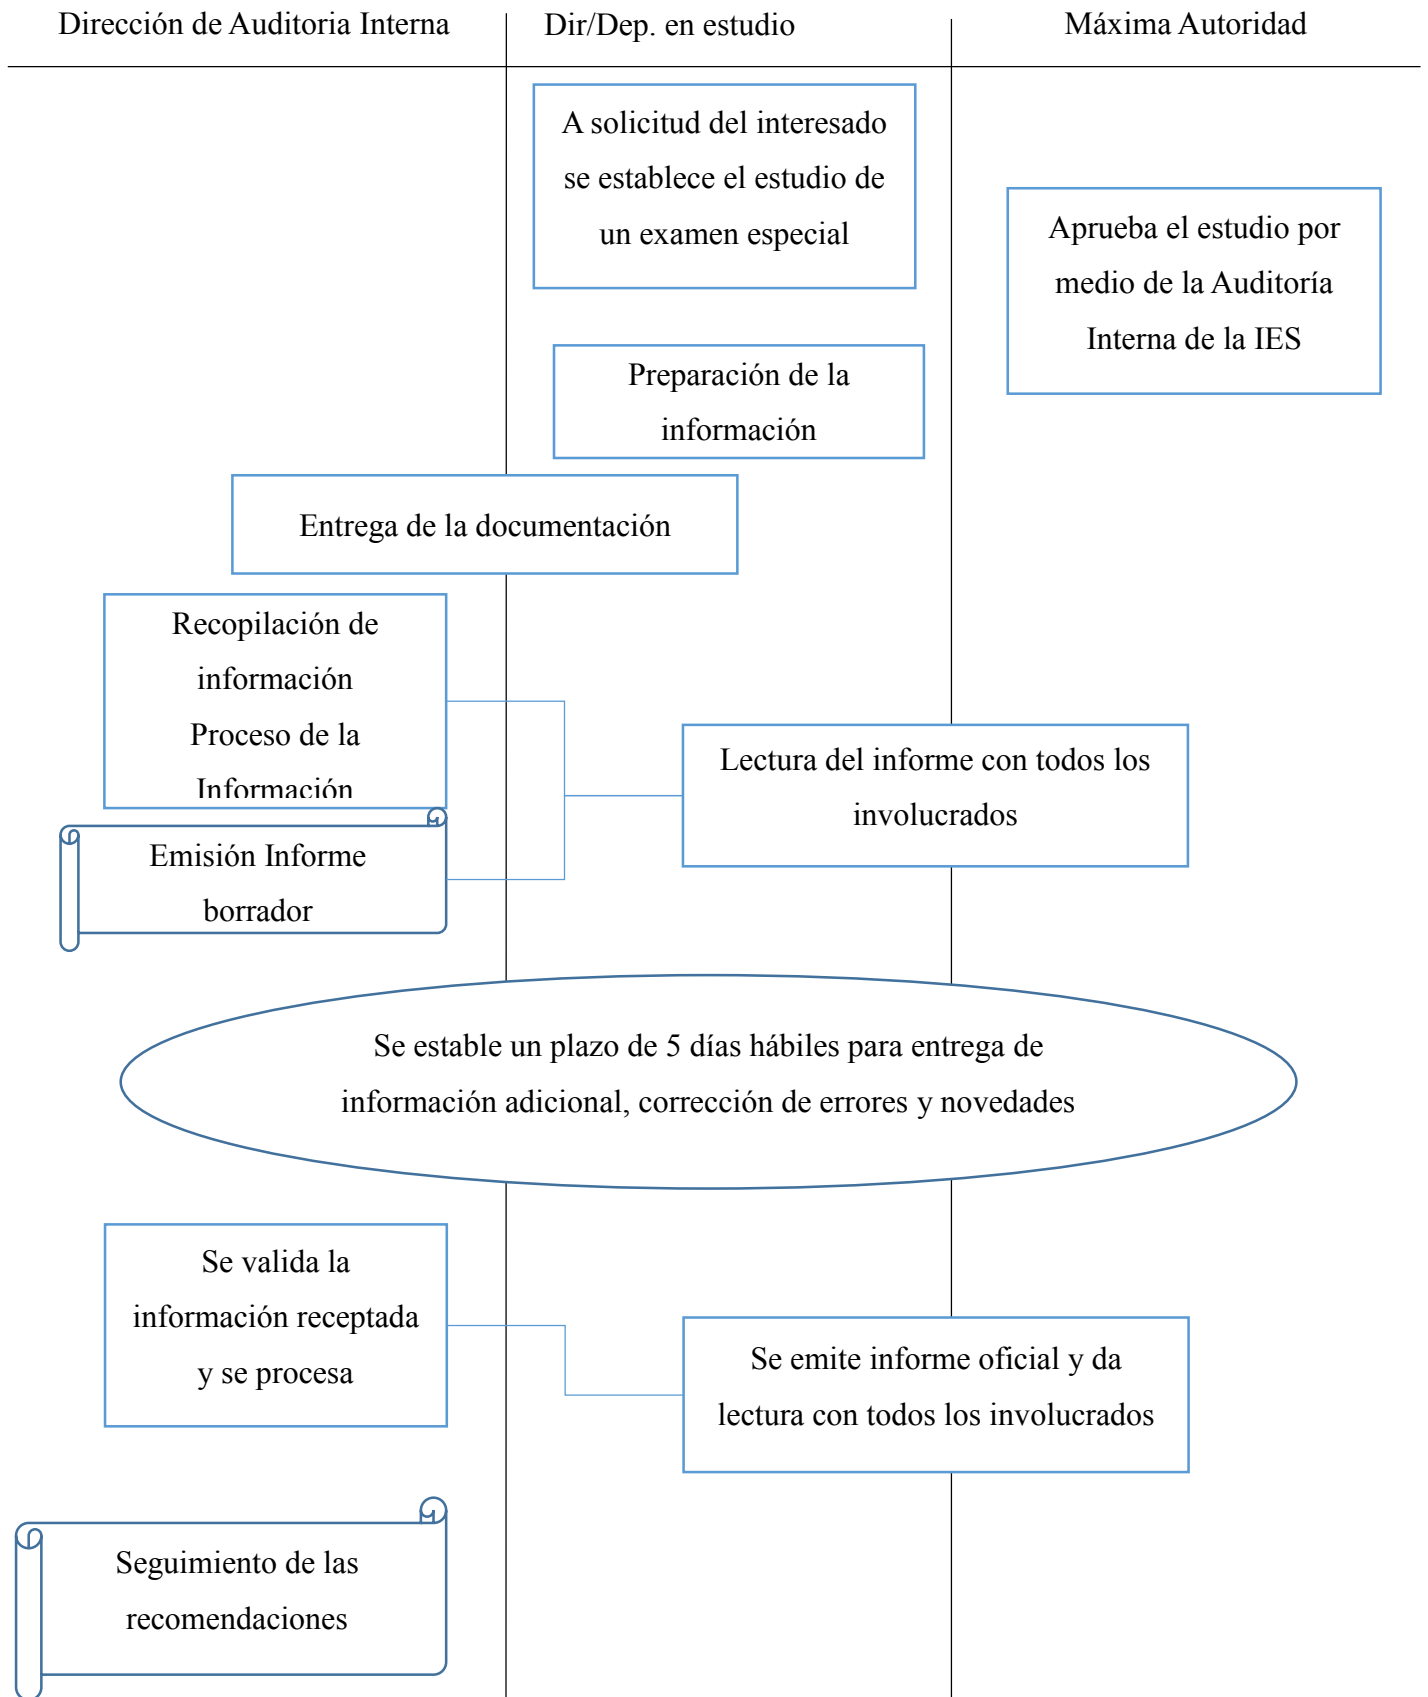 Dirección de Auditoria Interna
Dir/Dep. en estudio
Máxima Autoridad
A solicitud del interesado
se establece el estudio de
un examen especial
Aprueba el estudio por
medio de la Auditoría
Interna de la IES
Preparación de la
información
Entrega de la documentación
Recopilación de
información
Proceso de la
Información
Lectura del informe con todos los
involucrados
Emisión Informe
borrador
Se estable un plazo de 5 días hábiles para entrega de
información adicional, corrección de errores y novedades
Se valida la
información receptada
y se procesa
Se emite informe oficial y da
lectura con todos los involucrados
Seguimiento de las
recomendaciones